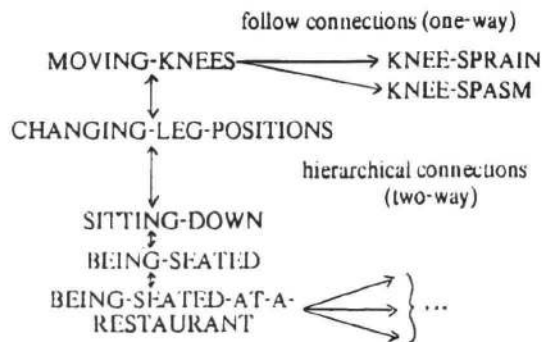 follow connections (one-way)
MOVING-KNEES
KNEE-SPRAIN
KNEE-SPASM
CHANGING-LEG-POSITIONS
hierarchical connections
(two-way)
SITTING-DOWN
BEING-SEATED
BEING-SEATED-AT-A-
RESTAURANT
...